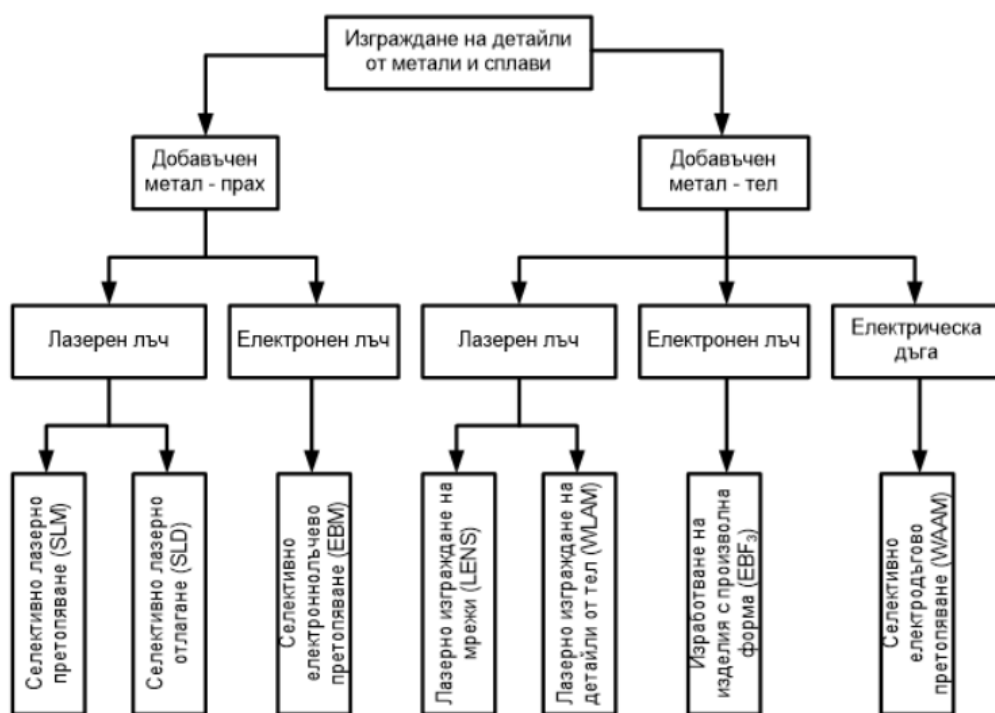 Изграждане на детайли
от метали и сплави
Добавъчен
метал - прах
Добавъчен
метал - тел
Лазерен лъч
Електронен лъч
Лазерен лъч
Електронен лъч
Електрическа
дъга
Селективно лазерно
претопяване (SLM)
Селективно лазерно
отлагане (SLD)
Селективно
електроннолъчево
претопяване (EBM)
Лазерно изграждане на
мрежи (LENS)
Лазерно изграждане на
детайли от тел (WLAM)
Изработване на
изделия с произволна
форма (EBF₃)
Селективно
електродъгово
претопяване (WAAM)